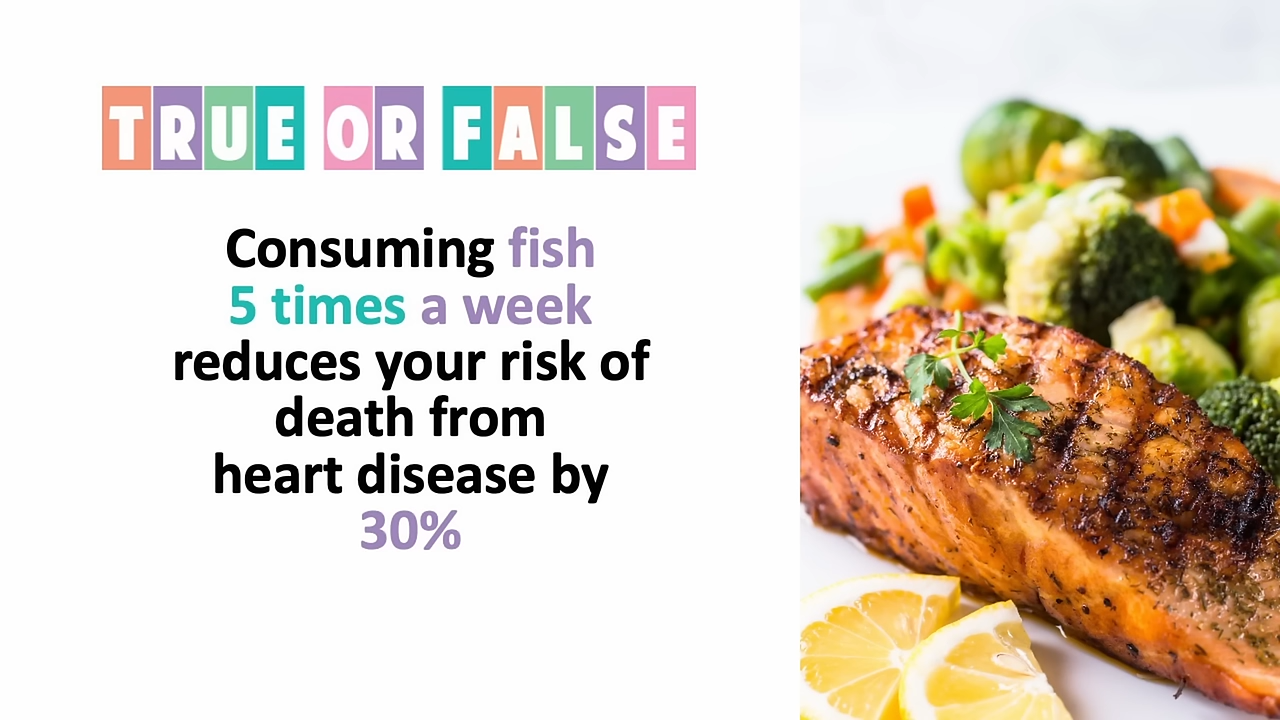 TRUE OR FALSE
Consuming fish
5 times a week
reduces your risk of
death from
heart disease by
30%